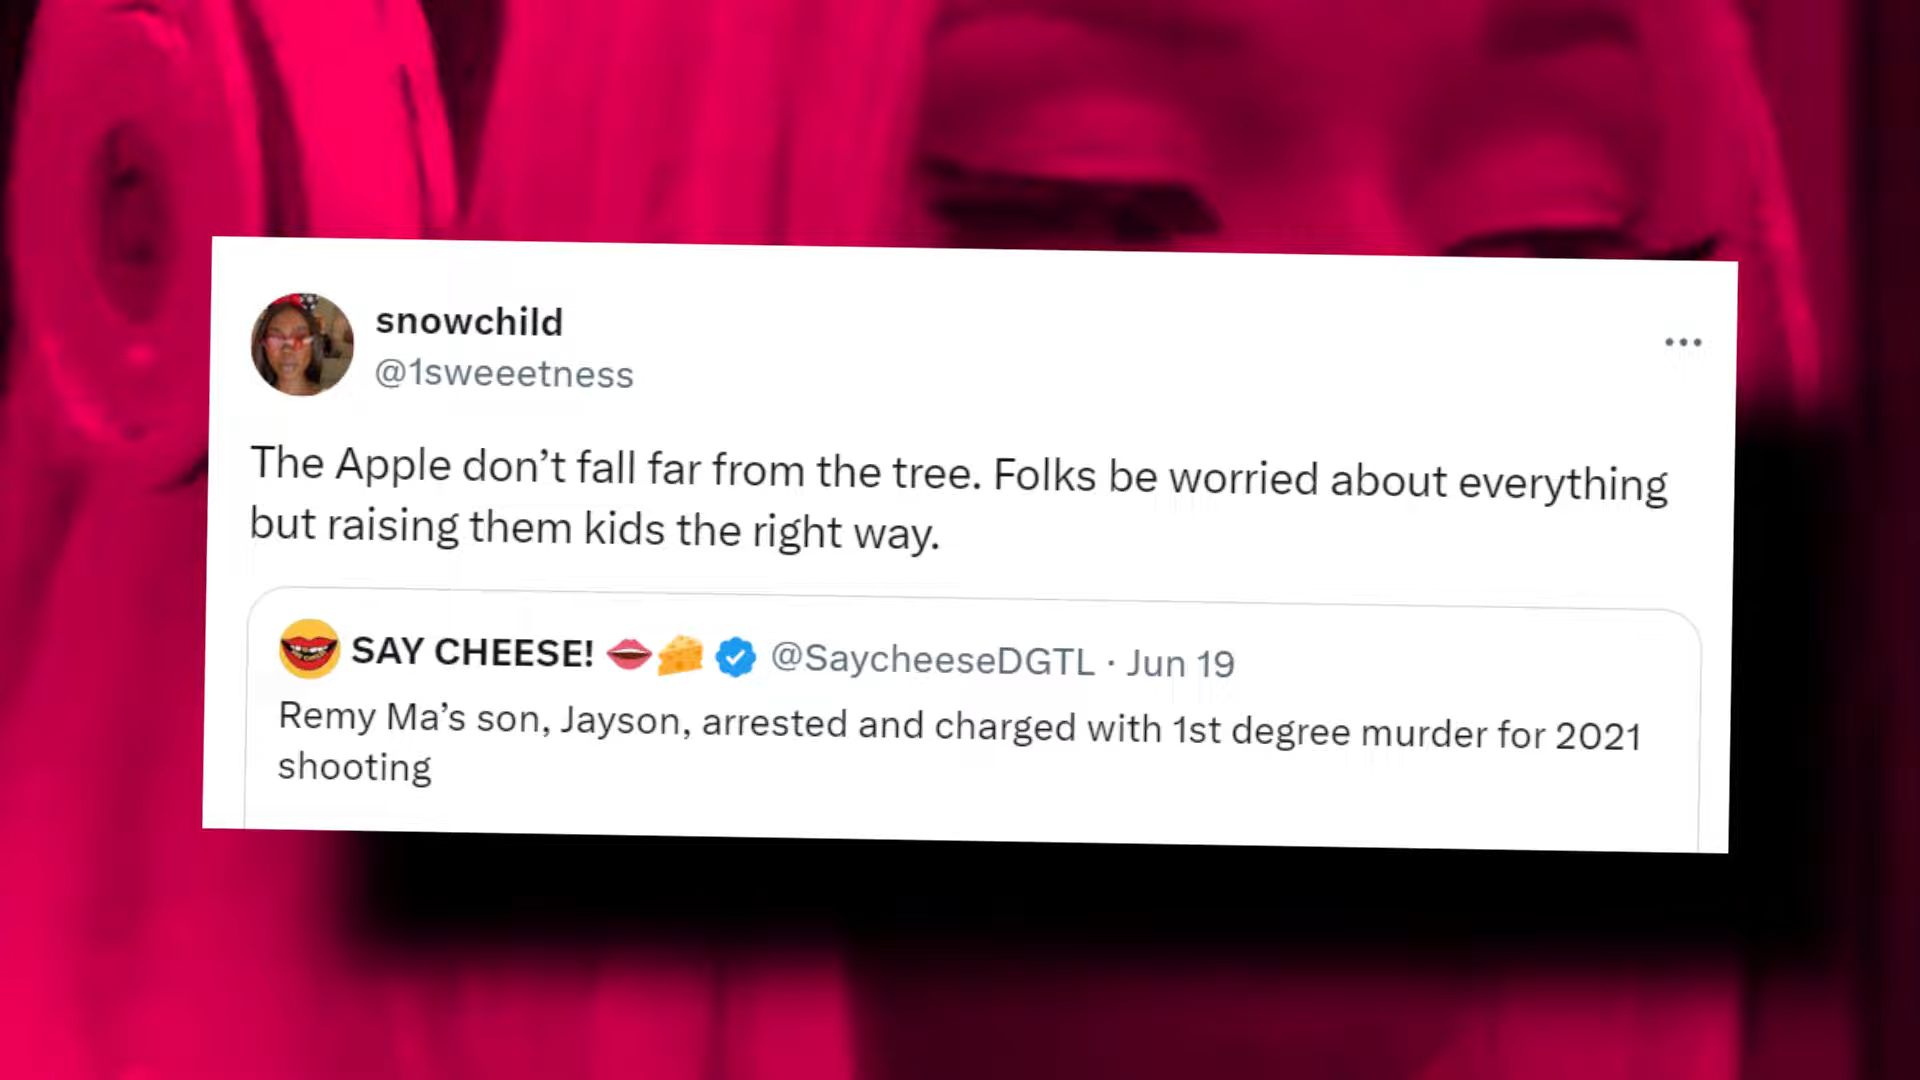 snowchild
@1sweeetness
The Apple don’t fall far from the tree. Folks be worried about everything
but raising them kids the right way.
SAY CHEESE! 👄🧀 @SaycheeseDGTL · Jun 19
Remy Ma’s son, Jayson, arrested and charged with 1st degree murder for 2021
shooting